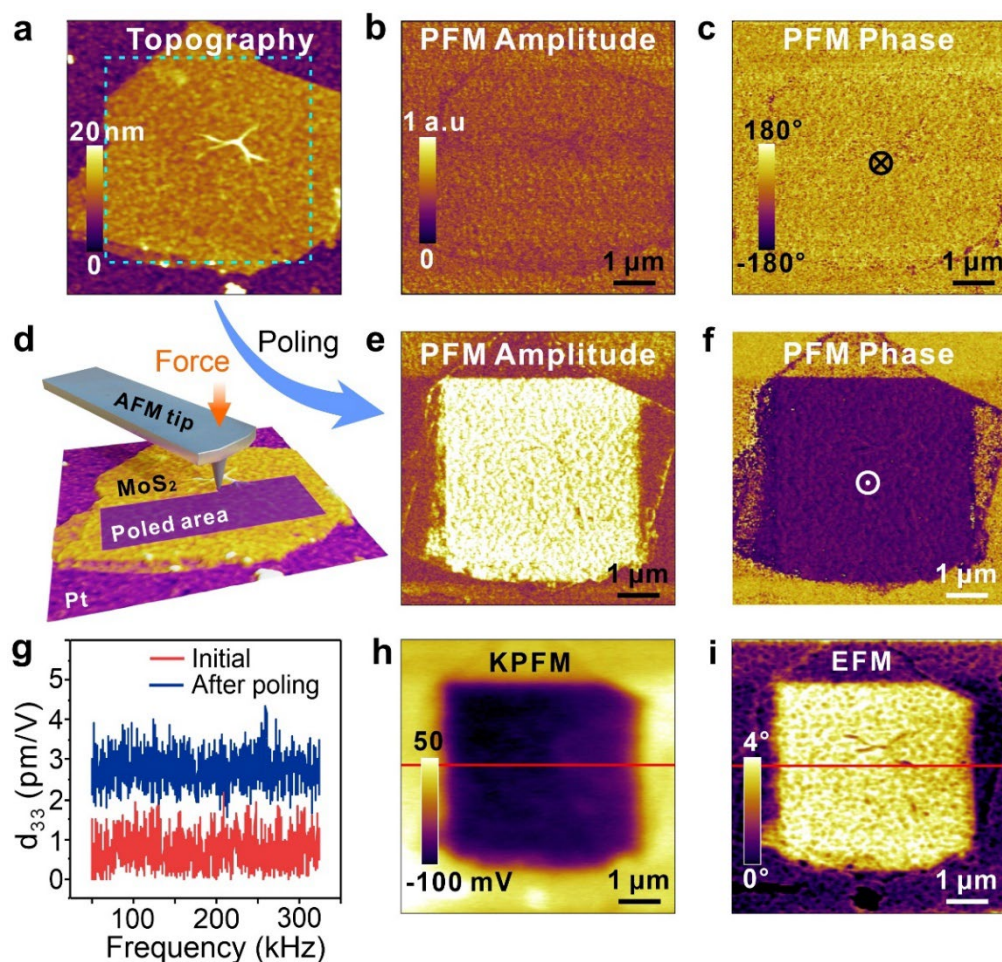 a
Topography
20 nm
0
b
PFM Amplitude
1 a.u
0
1 µm
c
PFM Phase
180°
-180°
1 µm
d
Poling
Force
AFM tip
MoS₂
Poled area
Pt
e
PFM Amplitude
1 µm
f
PFM Phase
1 µm
g
Initial
After poling
d₃₃ (pm/V)
5
4
3
2
1
0
100 200 300
Frequency (kHz)
h
KPFM
50
-100 mV
1 µm
i
EFM
4°
0°
1 µm